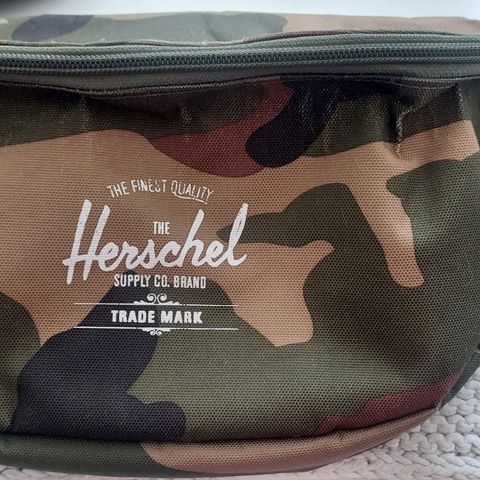 THE FINEST QUALITY
THE
Herschel
SUPPLY CO. BRAND
TRADE MARK